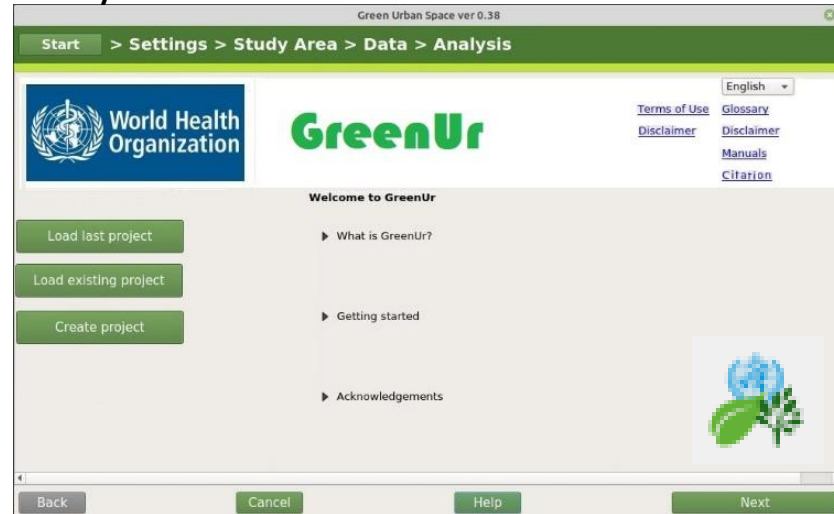 Green Urban Space ver 0.38
Start > Settings > Study Area > Data > Analysis
World Health
Organization
GreenUr
English
Terms of Use
Glossary
Disclaimer
Disclaimer
Manuals
Citation
Welcome to GreenUr
Load last project
What is GreenUr?
Load existing project
Getting started
Create project
Acknowledgements
Back
Cancel
Help
Next